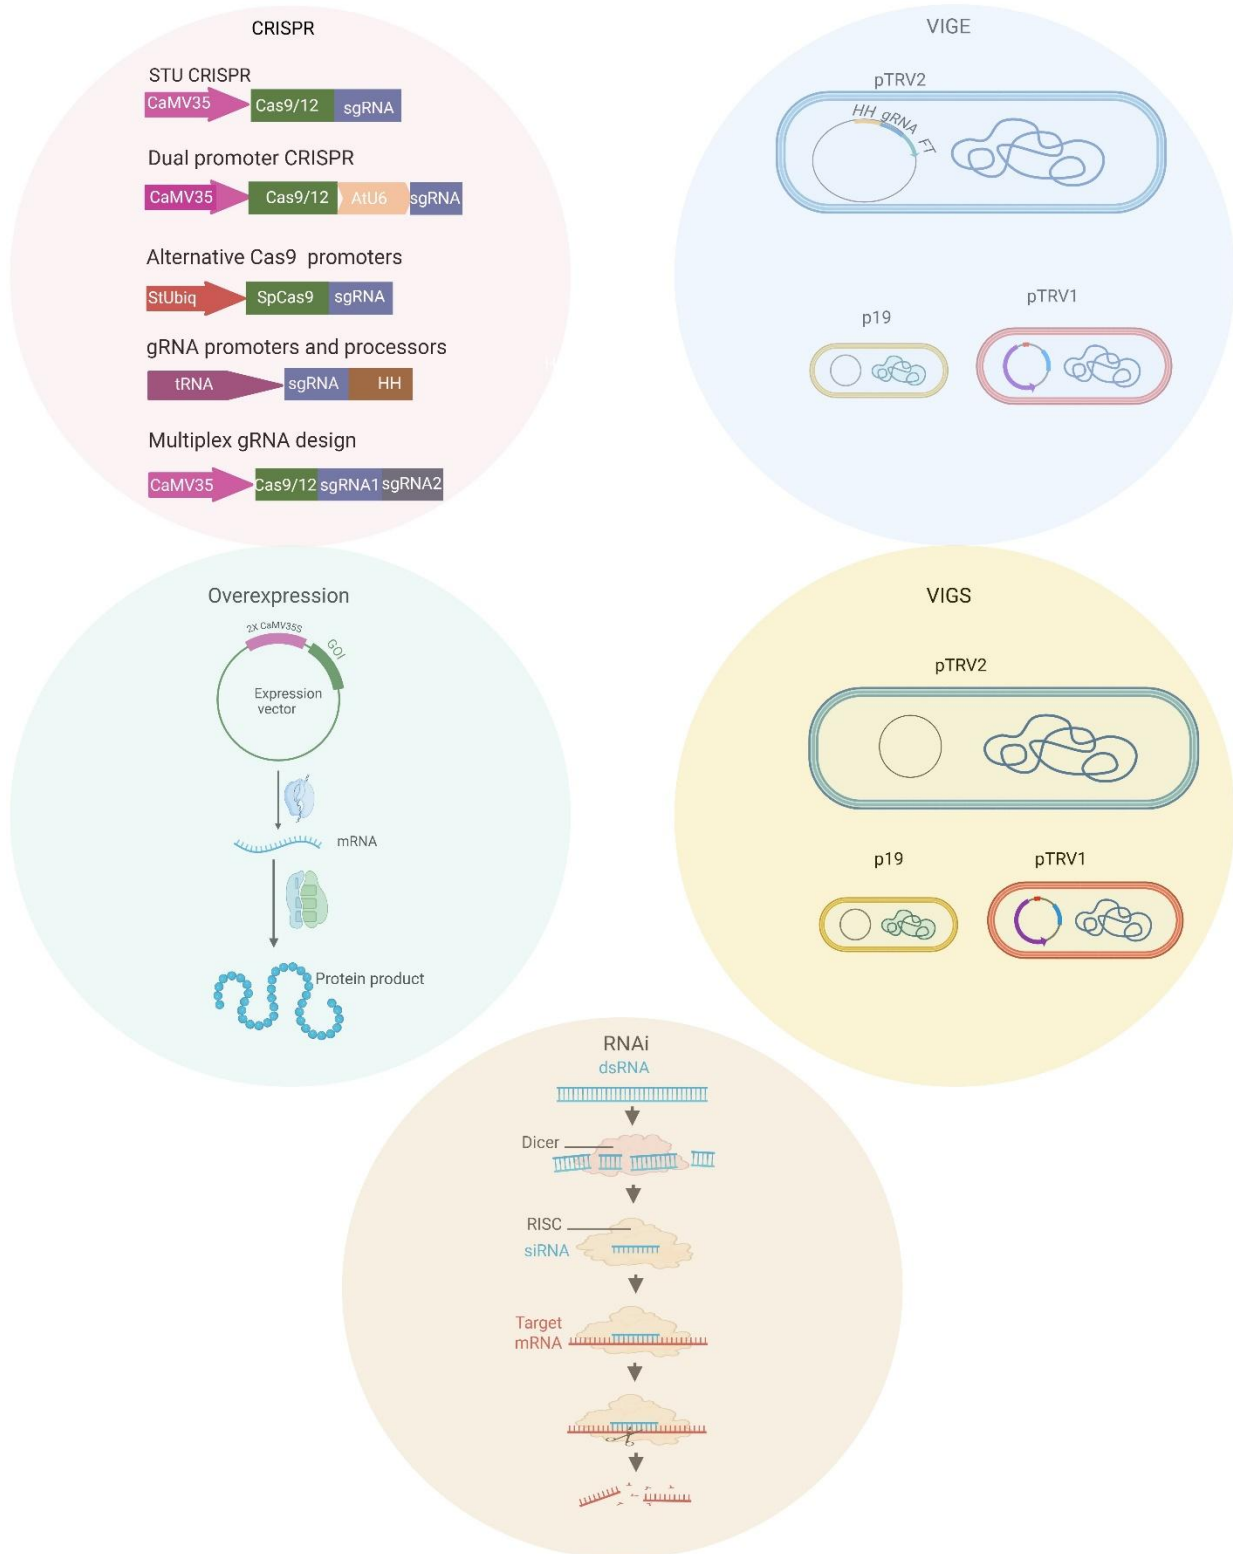 CRISPR
STU CRISPR
CaMV35 Cas9/12 sgRNA
Dual promoter CRISPR
CaMV35 Cas9/12 AtU6 sgRNA
Alternative Cas9 promoters
StUbiq SpCas9 sgRNA
gRNA promoters and processors
tRNA sgRNA HH
Multiplex gRNA design
CaMV35 Cas9/12 sgRNA1 sgRNA2
VIGE
pTRV2
HH gRNA FT
p19
pTRV1
Overexpression
2X CaMV35S
GOI
Expression
vector
mRNA
Protein product
VIGS
pTRV2
p19
pTRV1
RNAi
dsRNA
Dicer
RISC
siRNA
Target
mRNA